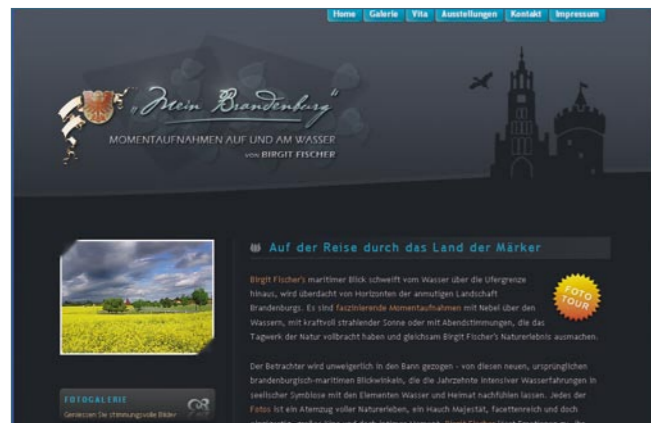 Home Galerie Vita Ausstellungen Kontakt Impressum
„Mein Brandenburg“
MOMENTAUFNAHMEN AUF UND AM WASSER
VON BIRGIT FISCHER
Auf der Reise durch das Land der Märker
Birgit Fischer's maritimer Blick schweift vom Wasser über die Ufergrenze
hinaus, wird überdacht von Horizonten der anmutigen Landschaft
Brandenburgs. Es sind faszinierende Momentaufnahmen mit Nebel über den
Wassern, mit kraftvoll strahlender Sonne oder mit Abendstimmungen, die das
Tagwerk der Natur vollbracht haben und gleichsam Birgit Fischer's Naturerlebnis ausmachen.
FOTO
TOUR
Der Betrachter wird unweigerlich in den Bann gezogen - von diesen neuen, ursprünglichen
brandenburgisch-maritimen Blickwinkeln, die die Jahrzehnte intensiver Wassererfahrungen in
seelischer Symbiose mit den Elementen Wasser und Heimat nachfühlen lassen. Jedes der
Fotos ist ein Atemzug voller Naturerleben, ein Hauch Majestät, facettenreich und doch
FOTOGALERIE
Geniessen Sie stimmungsvolle Bilder